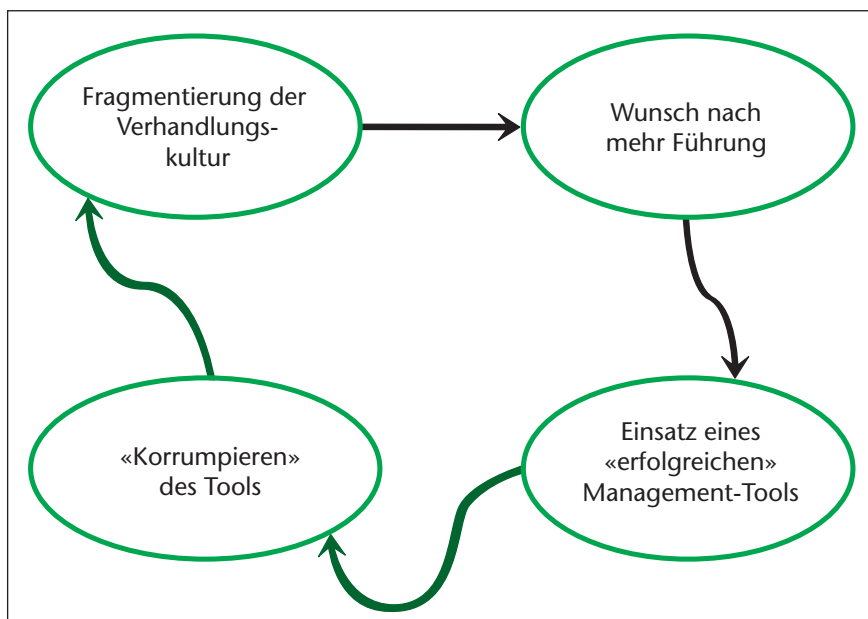 Fragmentierung der
Verhandlungs-
kultur
Wunsch nach
mehr Führung
«Korrumpieren»
des Tools
Einsatz eines
«erfolgreichen»
Management-Tools